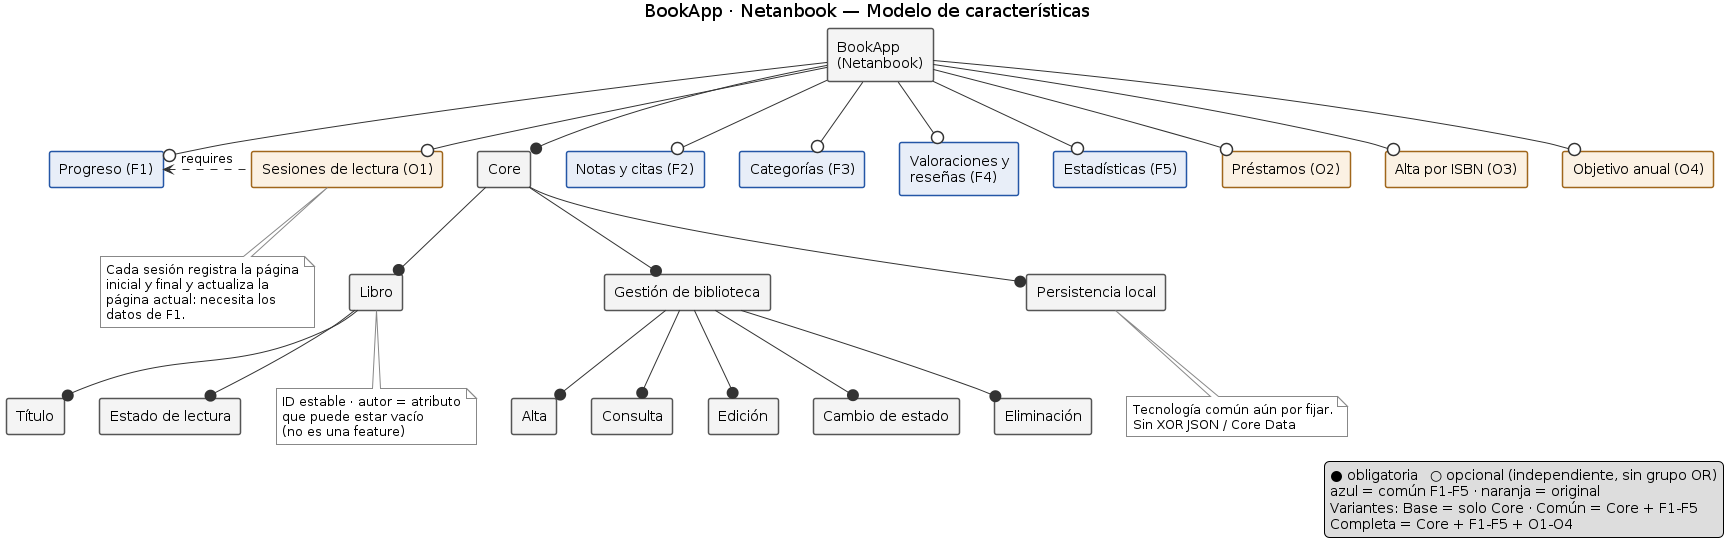 BookApp · Netanbook — Modelo de características
BookApp
(Netanbook)
Progreso (F1)
requires
Sesiones de lectura (O1)
Core
Notas y citas (F2)
Categorías (F3)
Valoraciones y
reseñas (F4)
Estadísticas (F5)
Préstamos (O2)
Alta por ISBN (O3)
Objetivo anual (O4)
Cada sesión registra la página
inicial y final y actualiza la
página actual: necesita los
datos de F1.
Libro
Gestión de biblioteca
Persistencia local
Título
Estado de lectura
ID estable · autor = atributo
que puede estar vacío
(no es una feature)
Alta
Consulta
Edición
Cambio de estado
Eliminación
Tecnología común aún por fijar.
Sin XOR JSON / Core Data
● obligatoria ○ opcional (independiente, sin grupo OR)
azul = común F1-F5 · naranja = original
Variantes: Base = solo Core · Común = Core + F1-F5
Completa = Core + F1-F5 + O1-O4